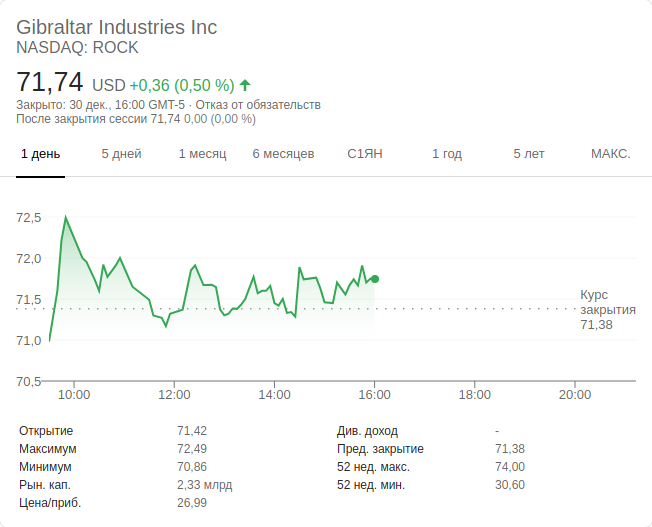 Gibraltar Industries Inc
NASDAQ: ROCK
71,74 USD +0,36 (0,50 %)
Закрыто: 30 дек., 16:00 GMT-5 · Отказ от обязательств
После закрытия сессии 71,74 0,00 (0,00 %)
1 день 5 дней 1 месяц 6 месяцев С1ЯН 1 год 5 лет МАКС.
72,5
72,0
71,5
71,0
70,5
Курс
закрытия
71,38
10:00 12:00 14:00 16:00 18:00 20:00
Открытие 71,42 Див. доход -
Максимум 72,49 Пред. закрытие 71,38
Минимум 70,86 52 нед. макс. 74,00
Рын. кап. 2,33 млрд 52 нед. мин. 30,60
Цена/приб. 26,99